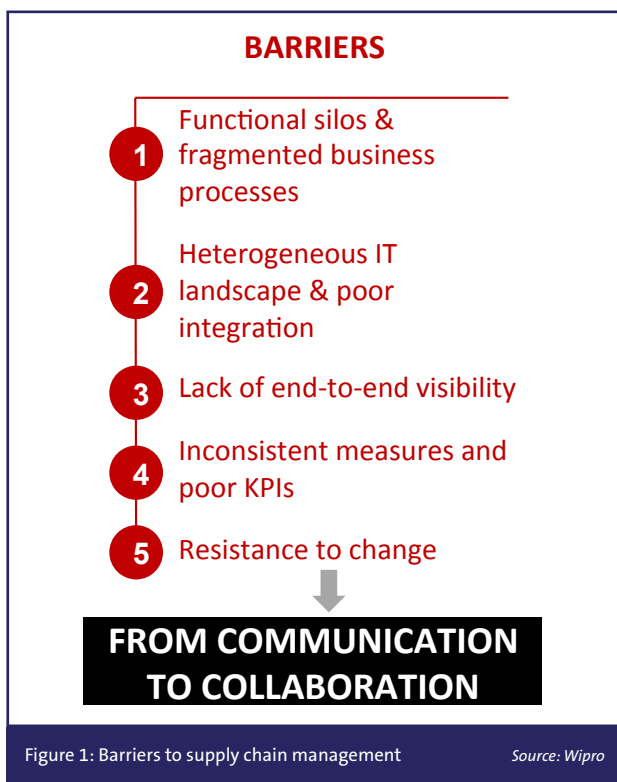 BARRIERS
1
Functional silos &
fragmented business
processes
2
Heterogeneous IT
landscape & poor
integration
3
Lack of end-to-end visibility
4
Inconsistent measures and
poor KPIs
5
Resistance to change
FROM COMMUNICATION
TO COLLABORATION
Figure 1: Barriers to supply chain management
Source: Wipro